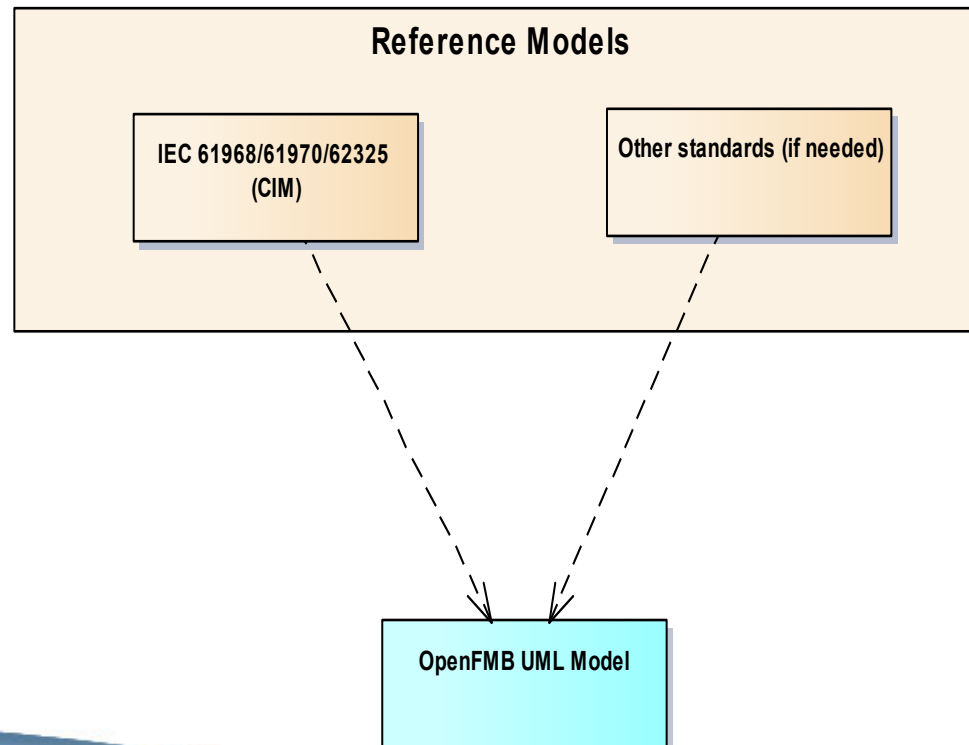 Reference Models
IEC 61968/61970/62325
(CIM)
Other standards (if needed)
OpenFMB UML Model